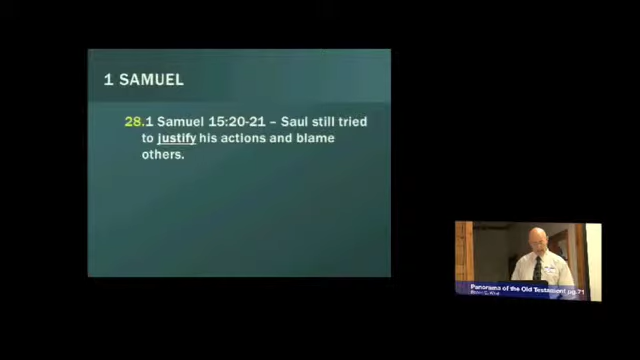 1 SAMUEL
28.1 Samuel 15:20-21 – Saul still tried
to justify his actions and blame
others.
Panorama of the Old Testament pg.71